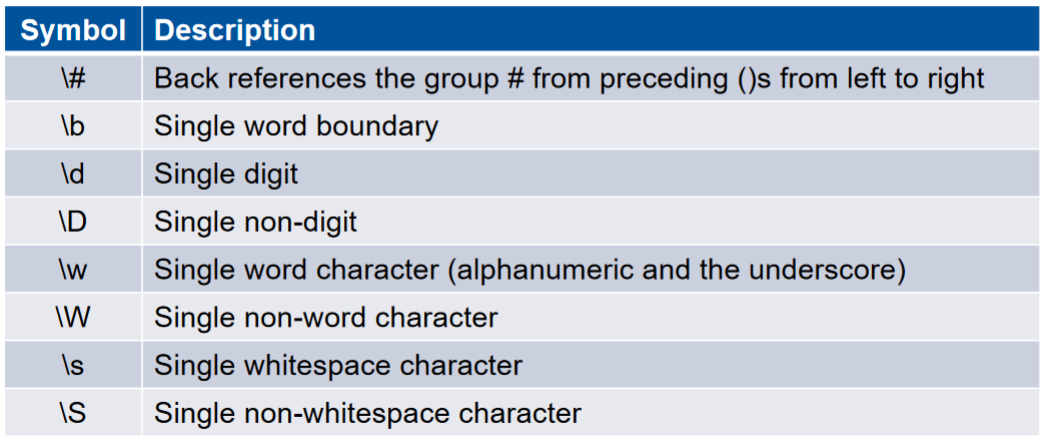 Symbol Description
\# Back references the group # from preceding ()s from left to right
\b Single word boundary
\d Single digit
\D Single non-digit
\w Single word character (alphanumeric and the underscore)
\W Single non-word character
\s Single whitespace character
\S Single non-whitespace character